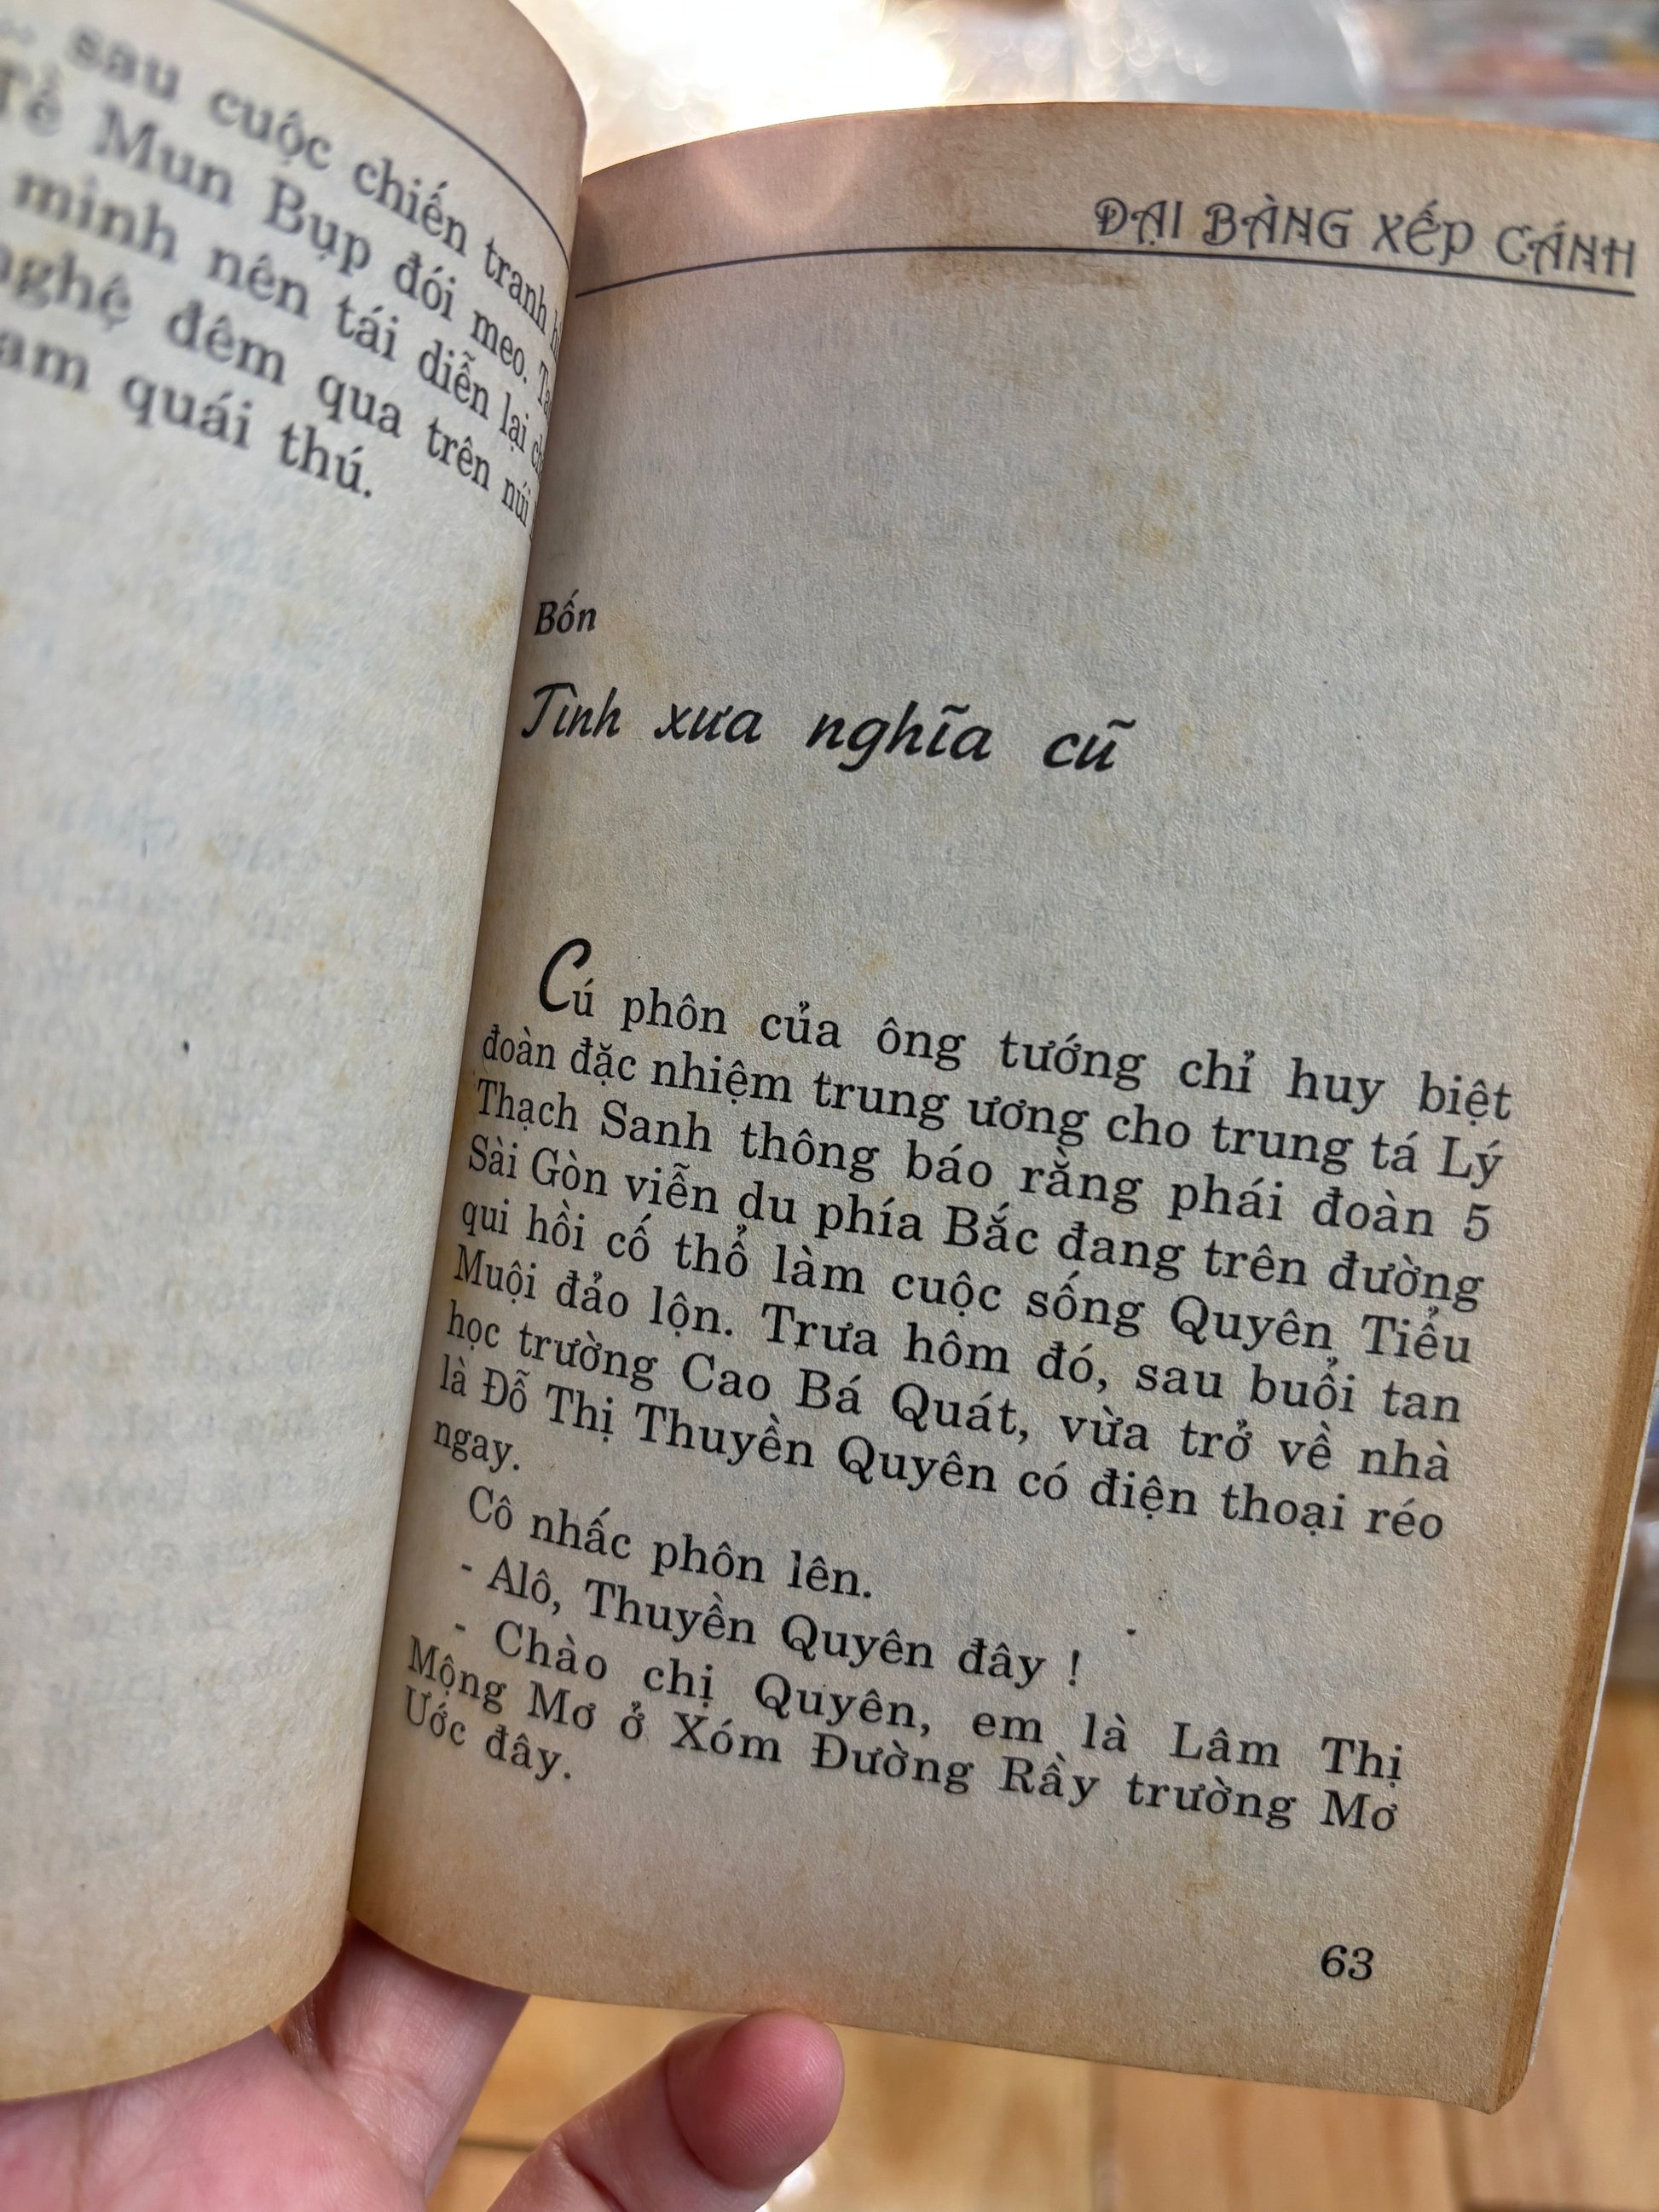 sau cuộc chiến tranh
Tề Mun Bụp đói meo.
minh nên tái diễn lại
nghệ đêm qua trên núi
quái thú.
ĐẠI BÀNG XẾP CÁNH
Bốn
Tình xưa nghĩa cũ
Cú phôn của ông tướng chỉ huy biệt
đoàn đặc nhiệm trung ương cho trung tá Lý
Thạch Sanh thông báo rằng phái đoàn 5
Sài Gòn viễn du phía Bắc đang trên đường
qui hồi cố thổ làm cuộc sống Quyên Tiểu
Muội đảo lộn. Trưa hôm đó, sau buổi tan
học trường Cao Bá Quát, vừa trở về nhà
là Đỗ Thị Thuyền Quyên có điện thoại réo
ngay.
Cô nhấc phôn lên.
- Alô, Thuyền Quyên đây !
- Chào chị Quyên, em là Lâm Thị
Mộng Mơ ở Xóm Đường Rầy trường Mơ
Ước đây.
63